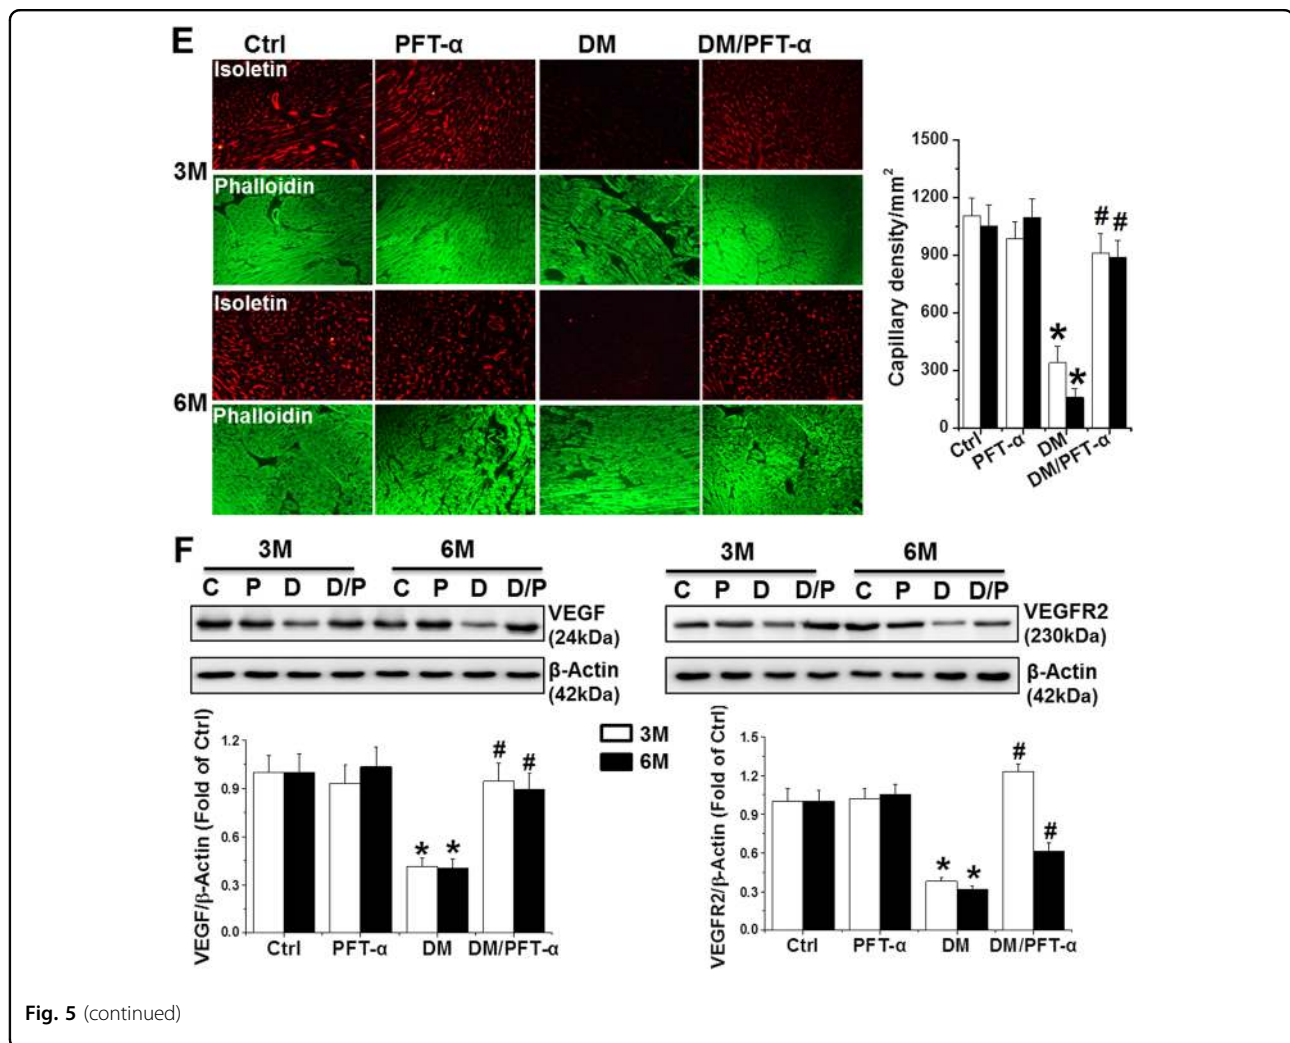 E
Ctrl PFT-α DM DM/PFT-α
Isoletin
3M
Phalloidin
Isoletin
6M
Phalloidin
Capillary density/mm²
1500
1200
900
600
300
0
* * # #
Ctrl PFT-α DM DM/PFT-α
F
3M 6M
C P D D/P C P D D/P
VEGF
(24kDa)
β-Actin
(42kDa)
3M 6M
C P D D/P C P D D/P
VEGFR2
(230kDa)
β-Actin
(42kDa)
VEGF/β-Actin (Fold of Ctrl)
1.2
0.9
0.6
0.3
0.0
* * # #
Ctrl PFT-α DM DM/PFT-α
3M
6M
VEGFR2/β-Actin (Fold of Ctrl)
1.5
1.2
0.9
0.6
0.3
0.0
* * # #
Ctrl PFT-α DM DM/PFT-α
Fig. 5 (continued)